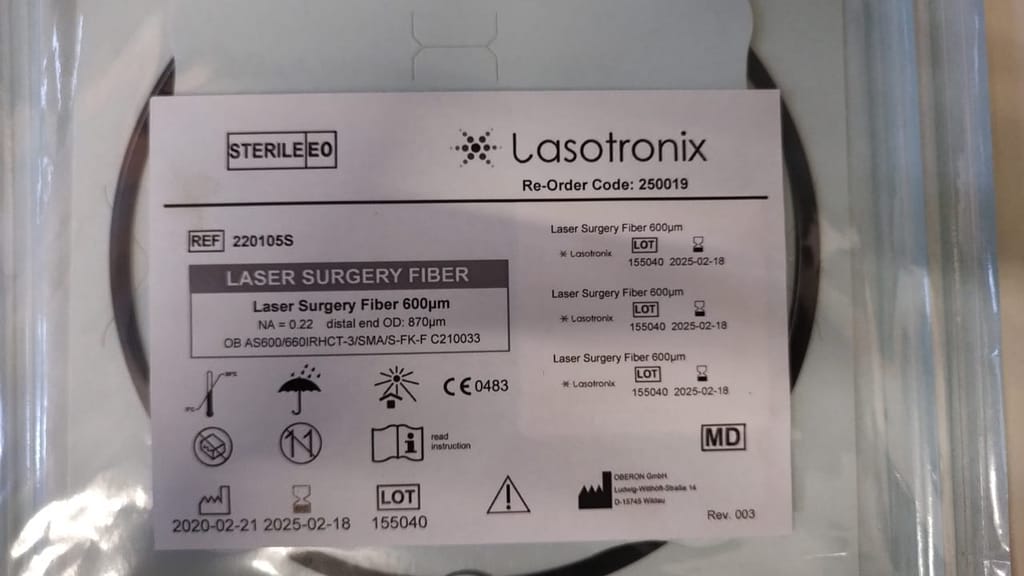 STERILE EO
Lasotronix
Re-Order Code: 250019
REF 220105S
LASER SURGERY FIBER
Laser Surgery Fiber 600µm
NA = 0.22 distal end OD: 870µm
OB AS600/660IRHCT-3/SMA/S-FK-F C210033
Laser Surgery Fiber 600µm
Lasotronix LOT
155040 2025-02-18
Laser Surgery Fiber 600µm
Lasotronix LOT
155040 2025-02-18
Laser Surgery Fiber 600µm
Lasotronix LOT
155040 2025-02-18
CE 0483
read
instruction
MD
LOT
2020-02-21 2025-02-18 155040
OBERON GmbH
Ludwig-Witthöft-Straße 14
D-15745 Wildau
Rev. 003